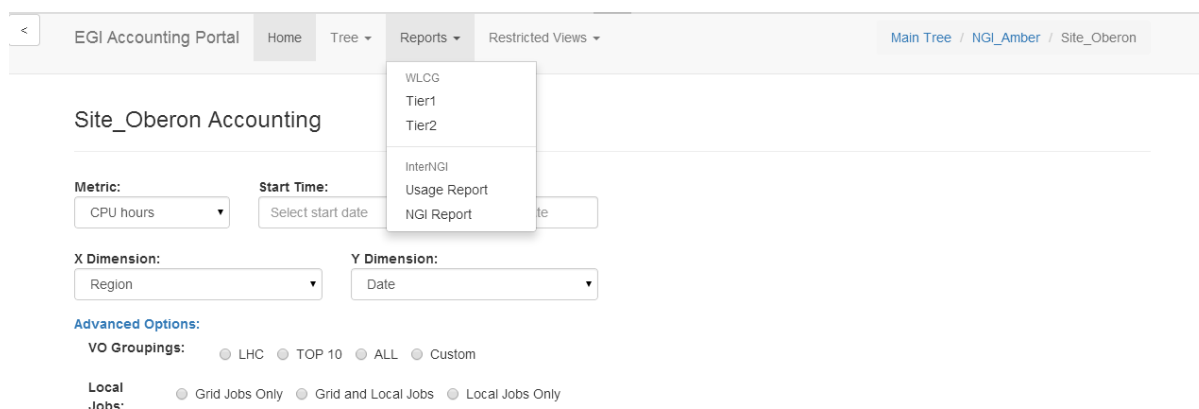 <
EGI Accounting Portal Home Tree Reports Restricted Views Main Tree / NGI_Amber / Site_Oberon
WLCG
Tier1
Tier2
InterNGI
Usage Report
NGI Report
Site_Oberon Accounting
Metric: Start Time:
CPU hours Select start date
X Dimension: Y Dimension:
Region Date
Advanced Options:
VO Groupings: LHC TOP 10 ALL Custom
Local Jobs: Grid Jobs Only Grid and Local Jobs Local Jobs Only